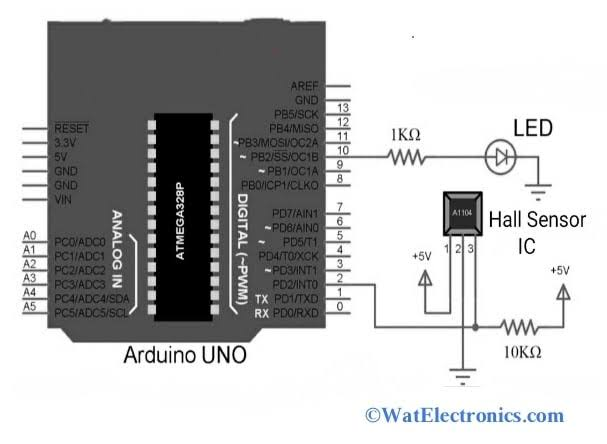 AREF
GND
PB5/SCK 13
PB4/MISO 12
~PB3/MOSI/OC2A 11
~ PB2/SS/OC1B 10
~ PB1/OC1A 9
PB0/ICP1/CLKO 8
PD7/AIN1 7
~ PD6/AIN0 6
~ PD5/T1 5
PD4/T0/XCK 4
~ PD3/INT1 3
PD2/INT0 2
TX PD1/TXD 1
RX PD0/RXD 0
RESET
3.3V
5V
GND
GND
VIN
A0 PC0/ADC0
A1 PC1/ADC1
A2 PC2/ADC2
A3 PC3/ADC3
A4 PC4/ADC4/SDA
A5 PC5/ADC5/SCL
ANALOG IN
ATMEGA328P
DIGITAL (~PWM)
Arduino UNO
1KΩ
LED
A1104
Hall Sensor
IC
1 2 3
+5V
+5V
10KΩ
©WatElectronics.com